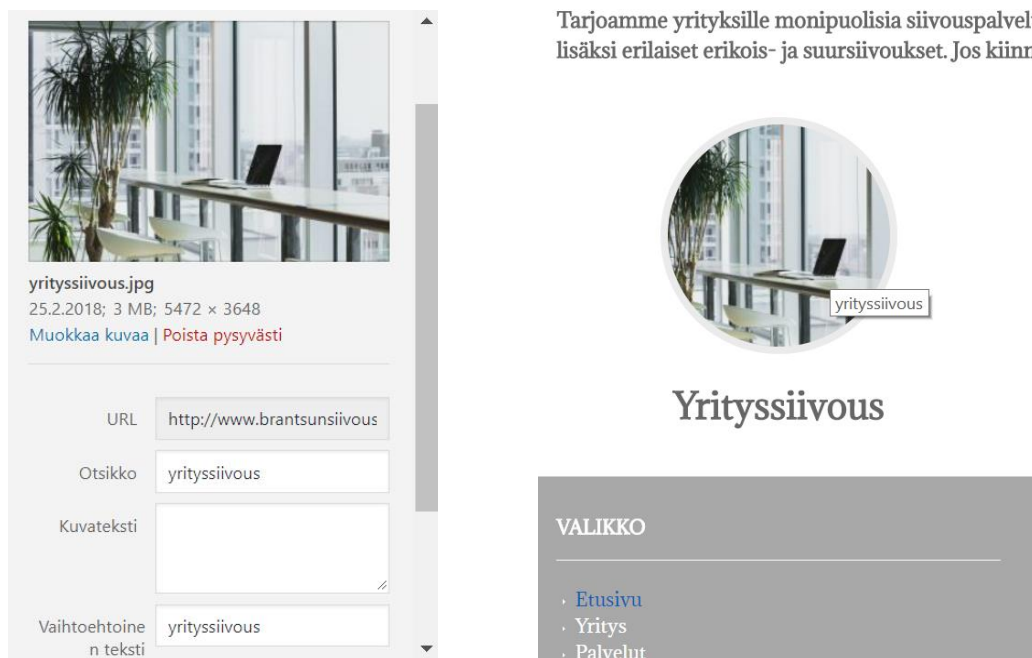 yrityssiivous.jpg
25.2.2018; 3 MB; 5472 × 3648
Muokkaa kuvaa | Poista pysyvästi
URL http://www.brantsunsiivous
Otsikko yrityssiivous
Kuvateksti
Vaihtoehtoine
n teksti
yrityssiivous
Tarjoamme yrityksille monipuolisia siivouspalvel
lisäksi erilaiset erikois- ja suursiivoukset. Jos kiinn
yrityssiivous
Yrityssiivous
VALIKKO
Etusivu
Yritys
Palvelut